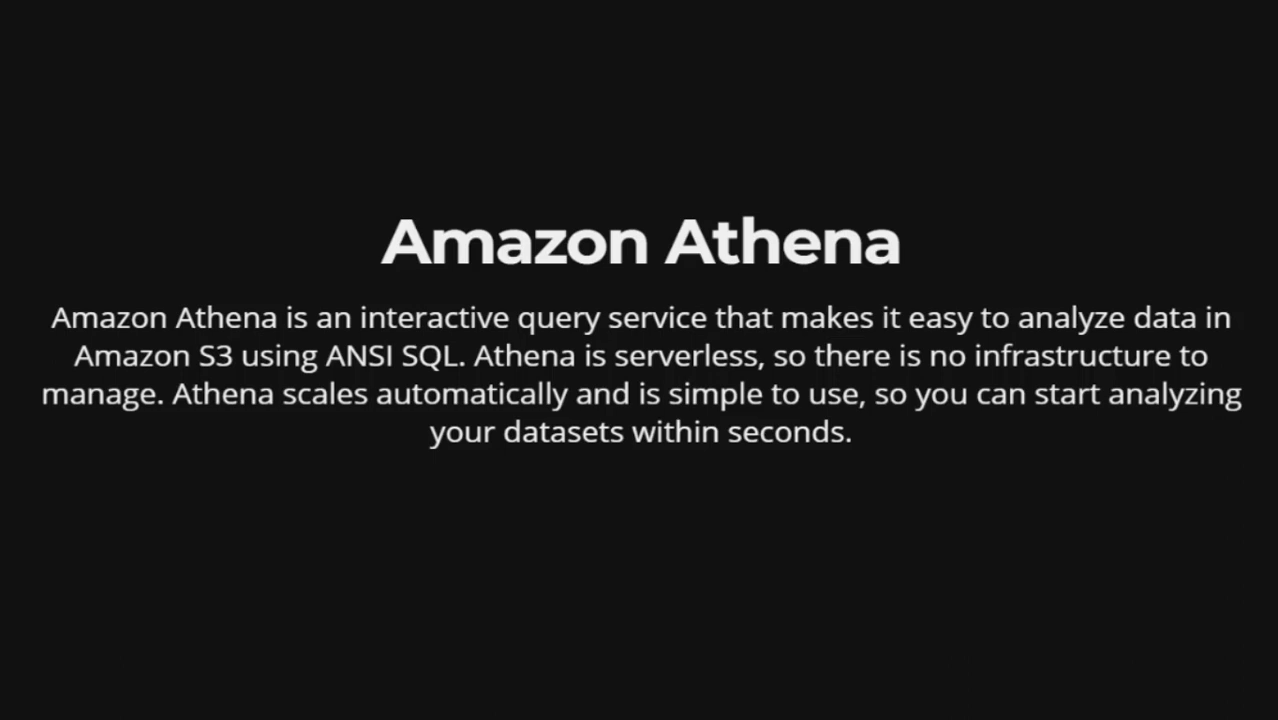 Amazon Athena
Amazon Athena is an interactive query service that makes it easy to analyze data in
Amazon S3 using ANSI SQL. Athena is serverless, so there is no infrastructure to
manage. Athena scales automatically and is simple to use, so you can start analyzing
your datasets within seconds.